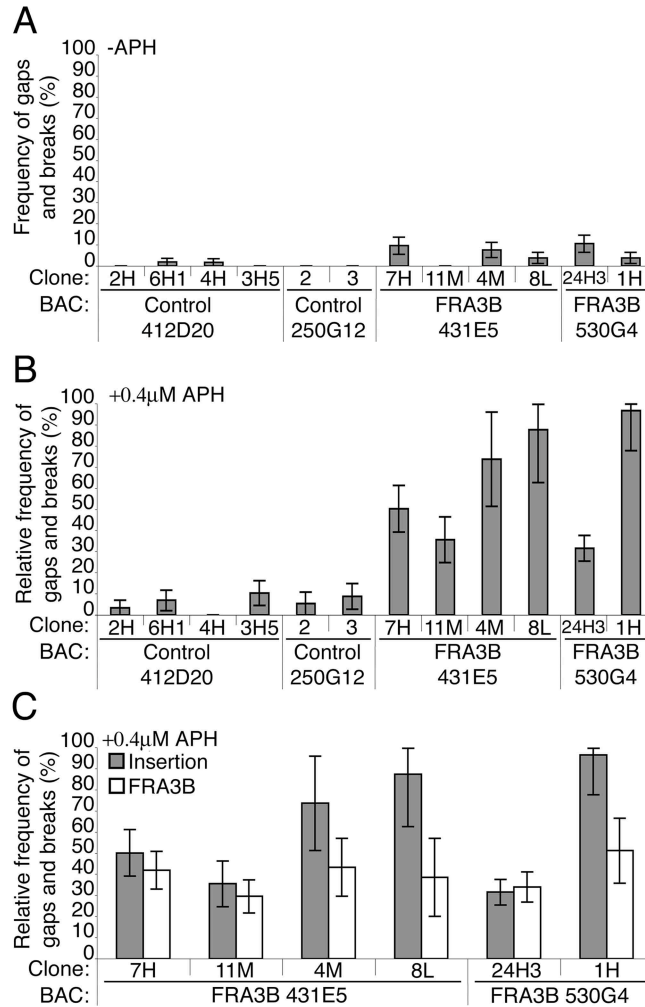 A
-APH
Frequency of gaps
and breaks (%)
100
90
80
70
60
50
40
30
20
10
0
Clone: 2H 6H1 4H 3H5 2 3 7H 11M 4M 8L 24H3 1H
BAC: Control Control FRA3B FRA3B
412D20 250G12 431E5 530G4
B
+0.4µM APH
Relative frequency of
gaps and breaks (%)
100
90
80
70
60
50
40
30
20
10
0
Clone: 2H 6H1 4H 3H5 2 3 7H 11M 4M 8L 24H3 1H
BAC: Control Control FRA3B FRA3B
412D20 250G12 431E5 530G4
C
+0.4µM APH
Insertion
FRA3B
Relative frequency of
gaps and breaks (%)
100
90
80
70
60
50
40
30
20
10
0
Clone: 7H 11M 4M 8L 24H3 1H
BAC: FRA3B 431E5 FRA3B 530G4